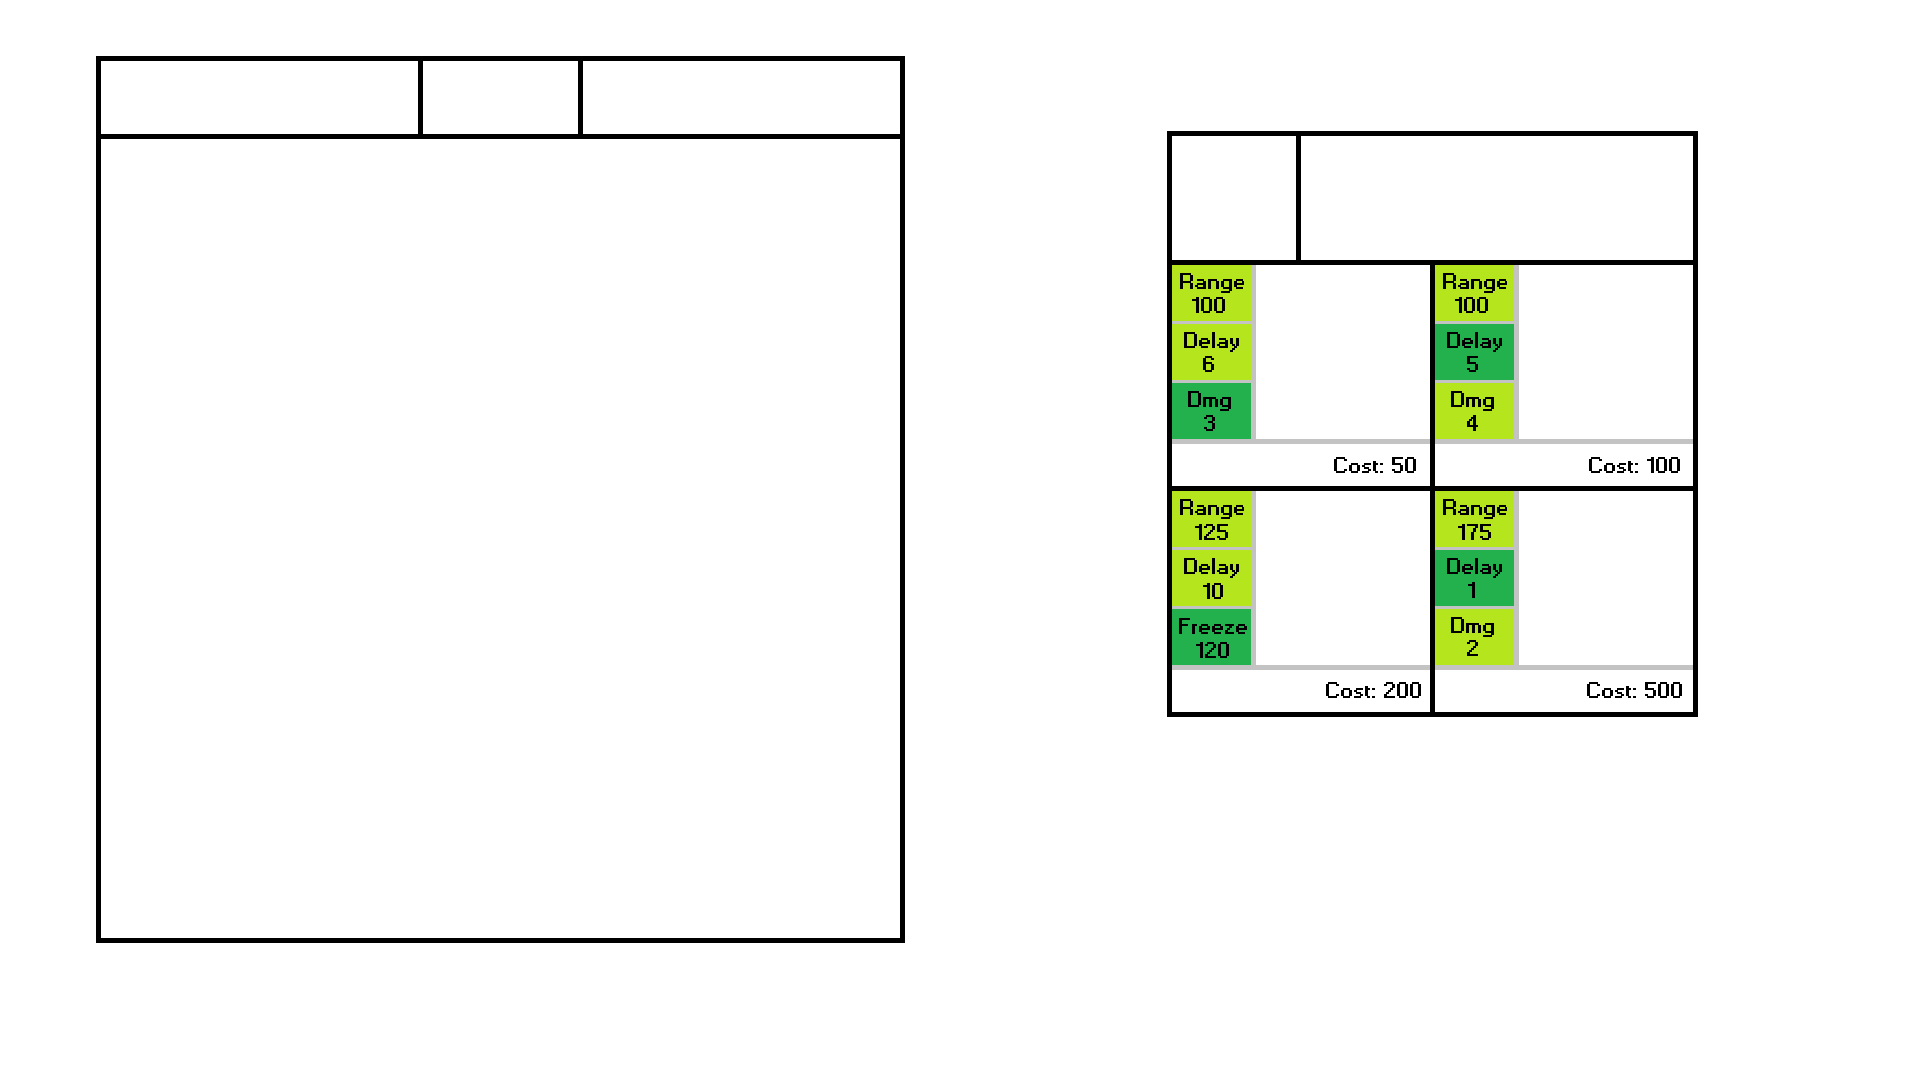 Range
100
Delay
6
Dmg
3
Cost: 50
Range
100
Delay
5
Dmg
4
Cost: 100
Range
125
Delay
10
Freeze
120
Cost: 200
Range
175
Delay
1
Dmg
2
Cost: 500